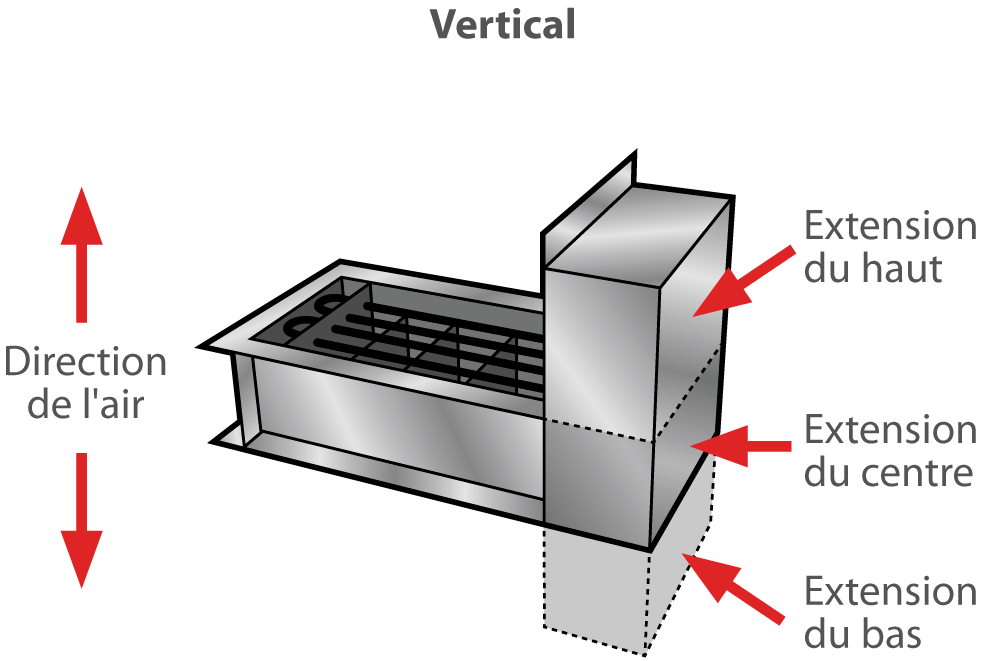 Vertical
Extension
du haut
Direction
de l'air
Extension
du centre
Extension
du bas